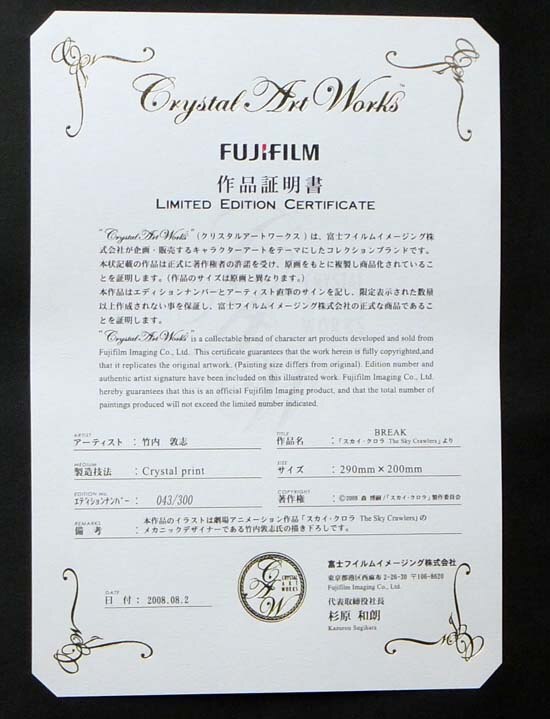 Crystal Art Works™
FUJIFILM
作品証明書
LIMITED EDITION CERTIFICATE
"Crystal Art Works"(クリスタルアートワークス)は、富士フイルムイメージング株
式会社が企画・販売するキャラクターアートをテーマにしたコレクションブランドです。
本状記載の作品は正式に著作権者の許諾を受け、原画をもとに複製し商品化されているこ
とを証明します。(作品のサイズは原画と異なります。)
本作品はエディションナンバーとアーティスト直筆のサインを記し、限定表示された数量
以上作成されない事を保証し、富士フイルムイメージング株式会社の正式な商品であるこ
とを証明します。
"Crystal Art Works" is a collectable brand of character art products developed and sold from
Fujifilm Imaging Co., Ltd. This certificate guarantees that the work herein is fully copyrighted,and
that it replicates the original artwork. (Painting size differs from original). Edition number and
authentic artist signature have been included on this illustrated work. Fujifilm Imaging Co., Ltd.
hereby guarantees that this is an official Fujifilm Imaging product, and that the total number of
paintings produced will not exceed the limited number indicated.
ARTIST
アーティスト : 竹内 敦志
TITLE
作品名 :
BREAK
「スカイ・クロラ The Sky Crawlers」より
MEDIUM
製造技法 : Crystal print
SIZE
サイズ : 290mm×200mm
EDITION No.
エディションナンバー : 043/300
COPYRIGHT
著作権 : ©2008 森 博嗣/「スカイ・クロラ」製作委員会
REMARKS
備考 : 本作品のイラストは劇場アニメーション作品「スカイ・クロラ The Sky Crawlers」の
メカニックデザイナーである竹内敦志氏の描き下ろしです。
DATE
日付 : 2008.08.2
CAW
CRYSTAL
ART
WORKS
富士フイルムイメージング株式会社
東京都港区西麻布 2-26-30 〒106-8620
Fujifilm Imaging Co., Ltd.
代表取締役社長
杉原 和朗
Kazurou Sugihara